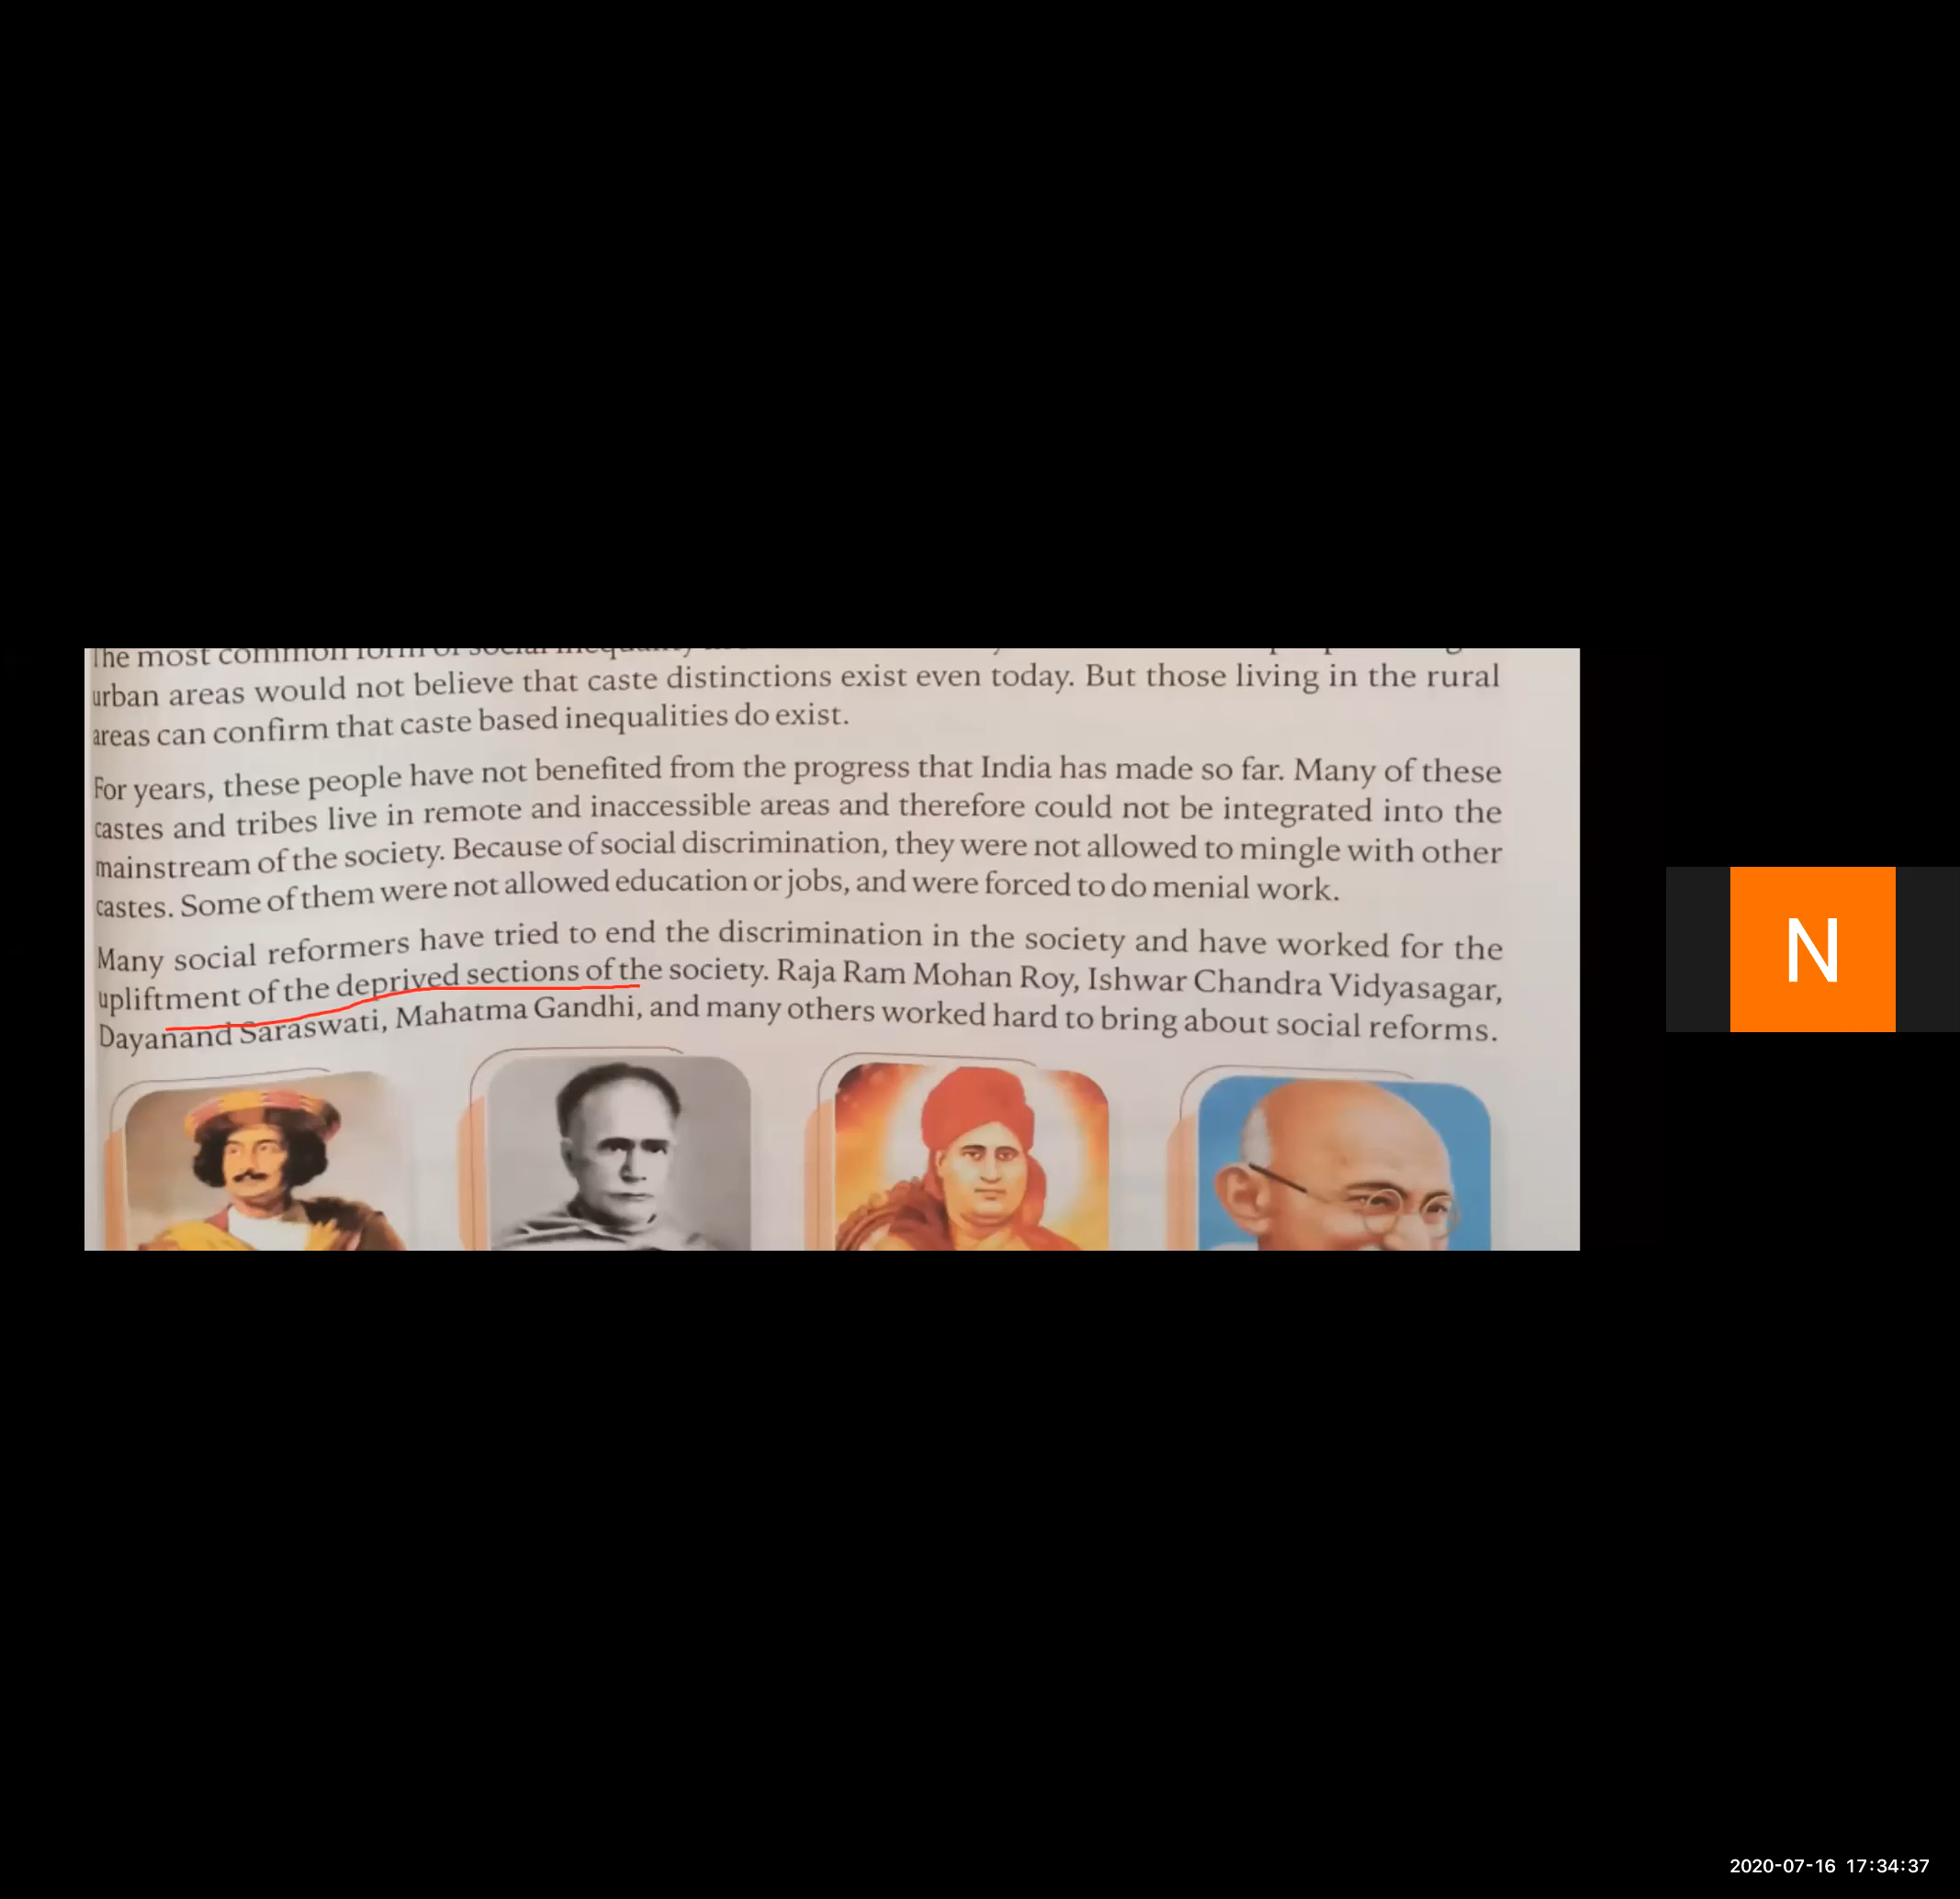 The most common form of social inequality
urban areas would not believe that caste distinctions exist even today. But those living in the rural
areas can confirm that caste based inequalities do exist.
For years, these people have not benefited from the progress that India has made so far. Many of these
castes and tribes live in remote and inaccessible areas and therefore could not be integrated into the
mainstream of the society. Because of social discrimination, they were not allowed to mingle with other
castes. Some of them were not allowed education or jobs, and were forced to do menial work.
Many social reformers have tried to end the discrimination in the society and have worked for the
upliftment of the deprived sections of the society. Raja Ram Mohan Roy, Ishwar Chandra Vidyasagar,
Dayanand Saraswati, Mahatma Gandhi, and many others worked hard to bring about social reforms.
N
2020-07-16 17:34:37